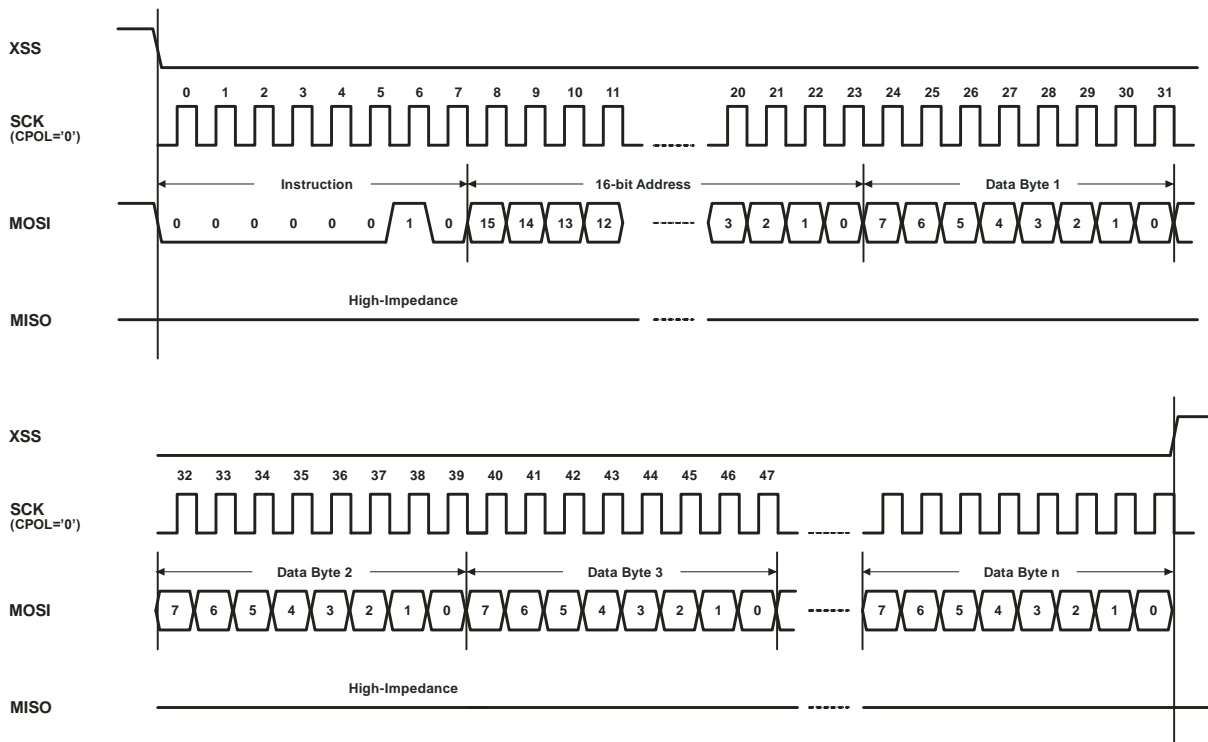 XSS
0 1 2 3 4 5 6 7 8 9 10 11 20 21 22 23 24 25 26 27 28 29 30 31
SCK
(CPOL='0')
Instruction 16-bit Address Data Byte 1
MOSI 0 0 0 0 0 0 1 0 15 14 13 12 3 2 1 0 7 6 5 4 3 2 1 0
High-Impedance
MISO
XSS
32 33 34 35 36 37 38 39 40 41 42 43 44 45 46 47
SCK
(CPOL='0')
Data Byte 2 Data Byte 3 Data Byte n
MOSI 7 6 5 4 3 2 1 0 7 6 5 4 3 2 1 0 7 6 5 4 3 2 1 0
High-Impedance
MISO